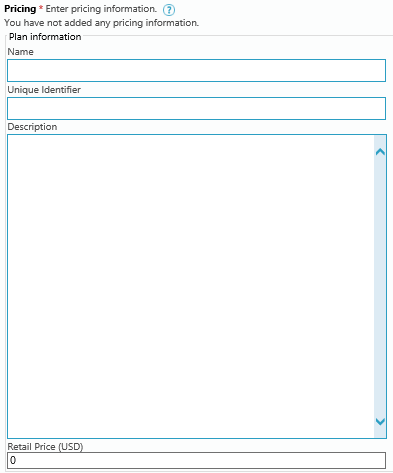 Pricing * Enter pricing information. ?
You have not added any pricing information.
Plan information
Name
Unique Identifier
Description
Retail Price (USD)
0